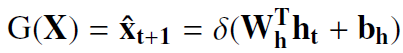 G(𝐗) = 𝐱̂ₜ₊₁ = δ(𝐖ₕᵀ𝐡ₜ + 𝐛ₕ)